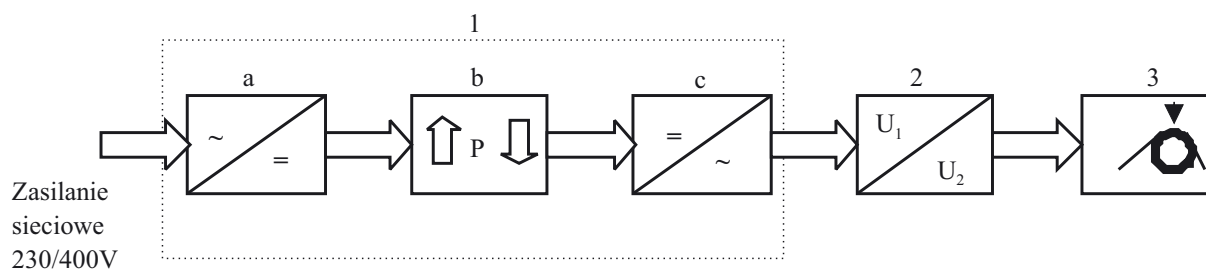 1
a
b
c
2
3
~
=
P
=
~
U₁
U₂
Zasilanie
sieciowe
230/400V